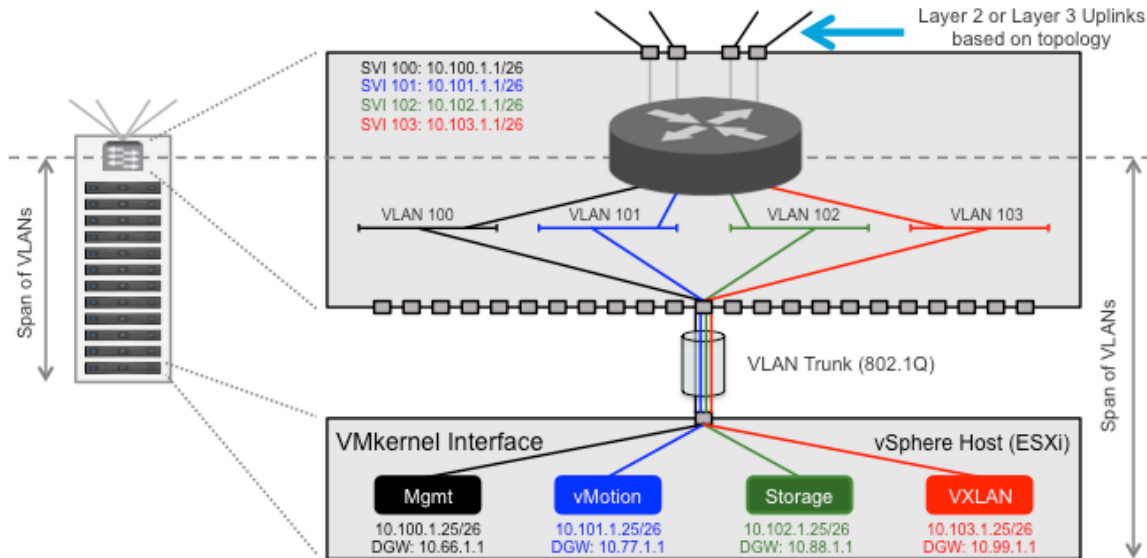 Layer 2 or Layer 3 Uplinks
based on topology
SVI 100: 10.100.1.1/26
SVI 101: 10.101.1.1/26
SVI 102: 10.102.1.1/26
SVI 103: 10.103.1.1/26
Span of VLANs
VLAN 100
VLAN 101
VLAN 102
VLAN 103
Span of VLANs
VLAN Trunk (802.1Q)
VMkernel Interface
vSphere Host (ESXi)
Mgmt
vMotion
Storage
VXLAN
10.100.1.25/26
10.101.1.25/26
10.102.1.25/26
10.103.1.25/26
DGW: 10.66.1.1
DGW: 10.77.1.1
DGW: 10.88.1.1
DGW: 10.99.1.1